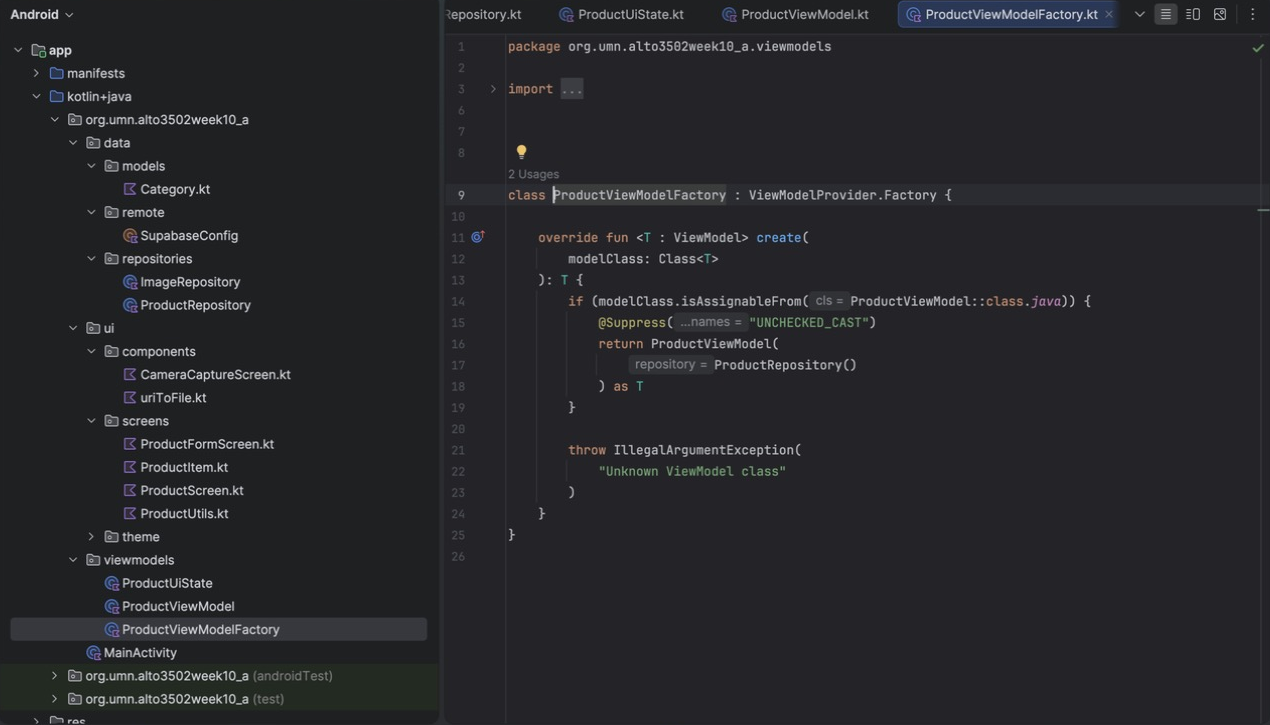 Android
app
manifests
kotlin+java
org.umn.alto3502week10_a
data
models
Category.kt
remote
SupabaseConfig
repositories
ImageRepository
ProductRepository
ui
components
CameraCaptureScreen.kt
uriToFile.kt
screens
ProductFormScreen.kt
ProductItem.kt
ProductScreen.kt
ProductUtils.kt
theme
viewmodels
ProductUiState
ProductViewModel
ProductViewModelFactory
MainActivity
org.umn.alto3502week10_a (androidTest)
org.umn.alto3502week10_a (test)
res
Repository.kt ProductUiState.kt ProductViewModel.kt ProductViewModelFactory.kt
1 package org.umn.alto3502week10_a.viewmodels
2
3 import ...
6
7
8
2 Usages
9 class ProductViewModelFactory : ViewModelProvider.Factory {
10
11 override fun <T : ViewModel> create(
12 modelClass: Class<T>
13 ): T {
14 if (modelClass.isAssignableFrom( cls = ProductViewModel::class.java)) {
15 @Suppress( ...names = "UNCHECKED_CAST")
16 return ProductViewModel(
17 repository = ProductRepository()
18 ) as T
19 }
20
21 throw IllegalArgumentException(
22 "Unknown ViewModel class"
23 )
24 }
25 }
26